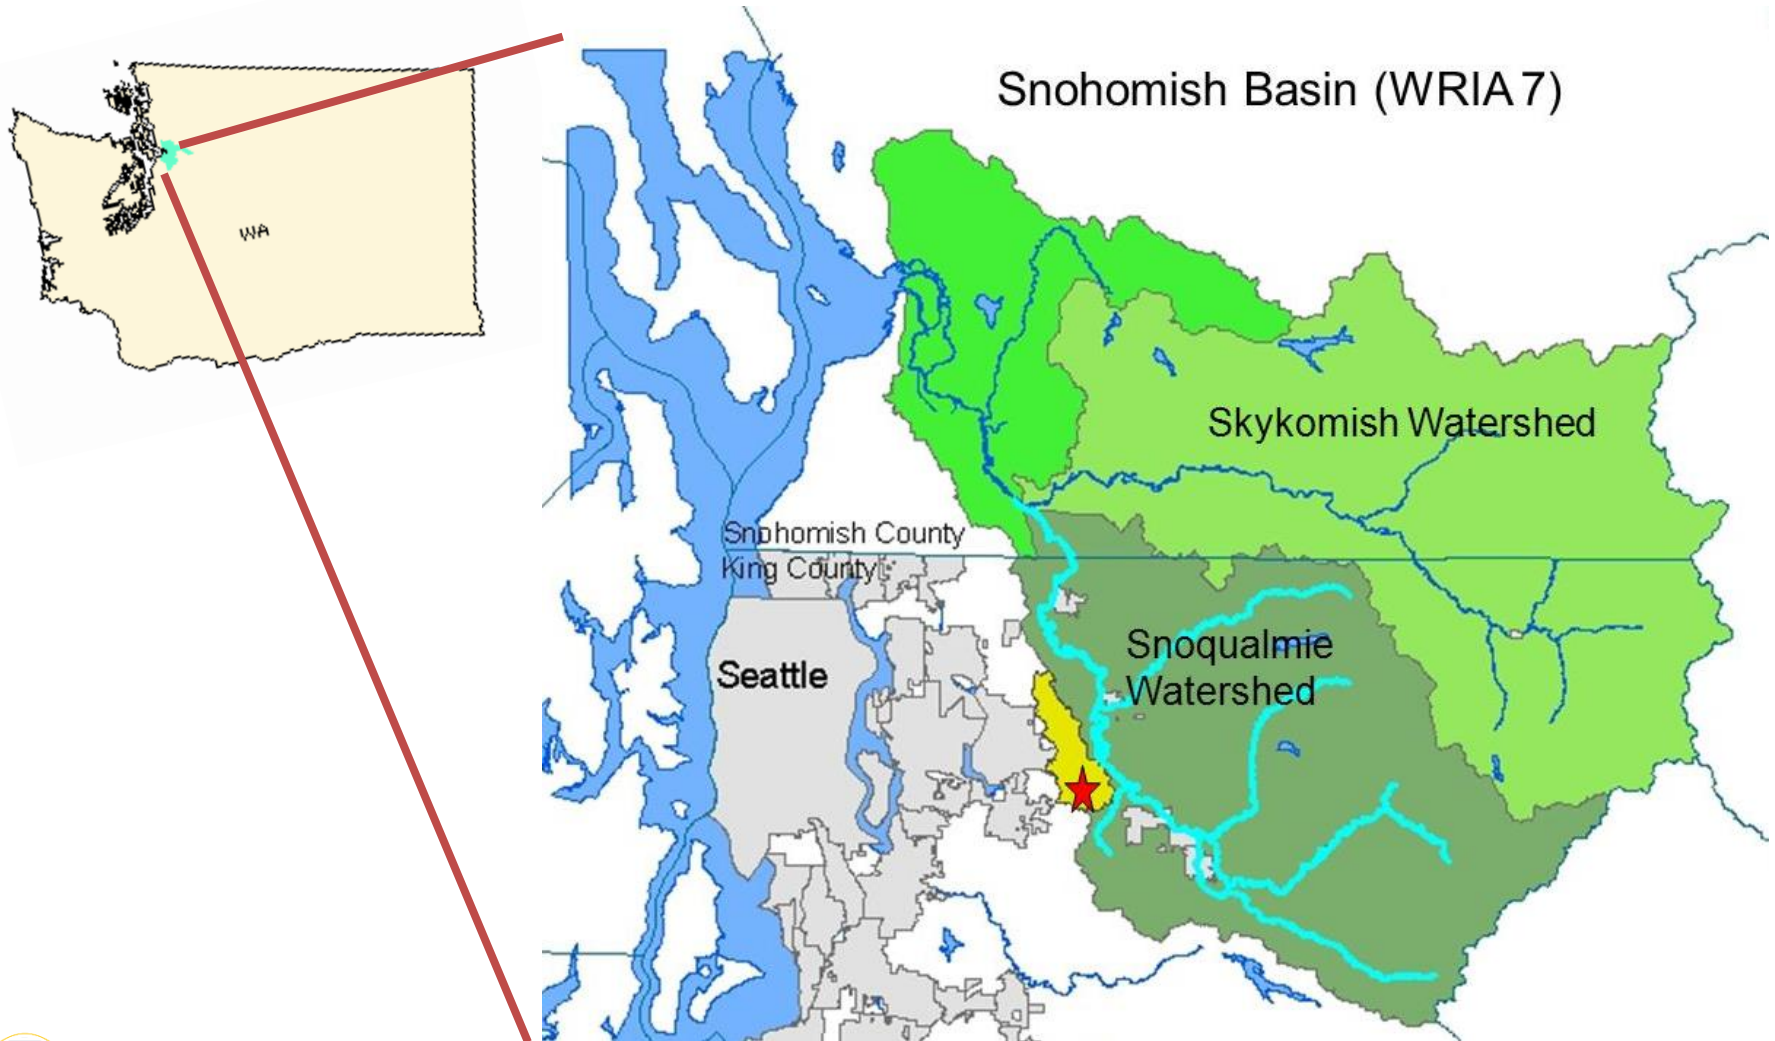 Snohomish Basin (WRIA 7)
WA
Skykomish Watershed
Snohomish County
King County
Snoqualmie
Watershed
Seattle